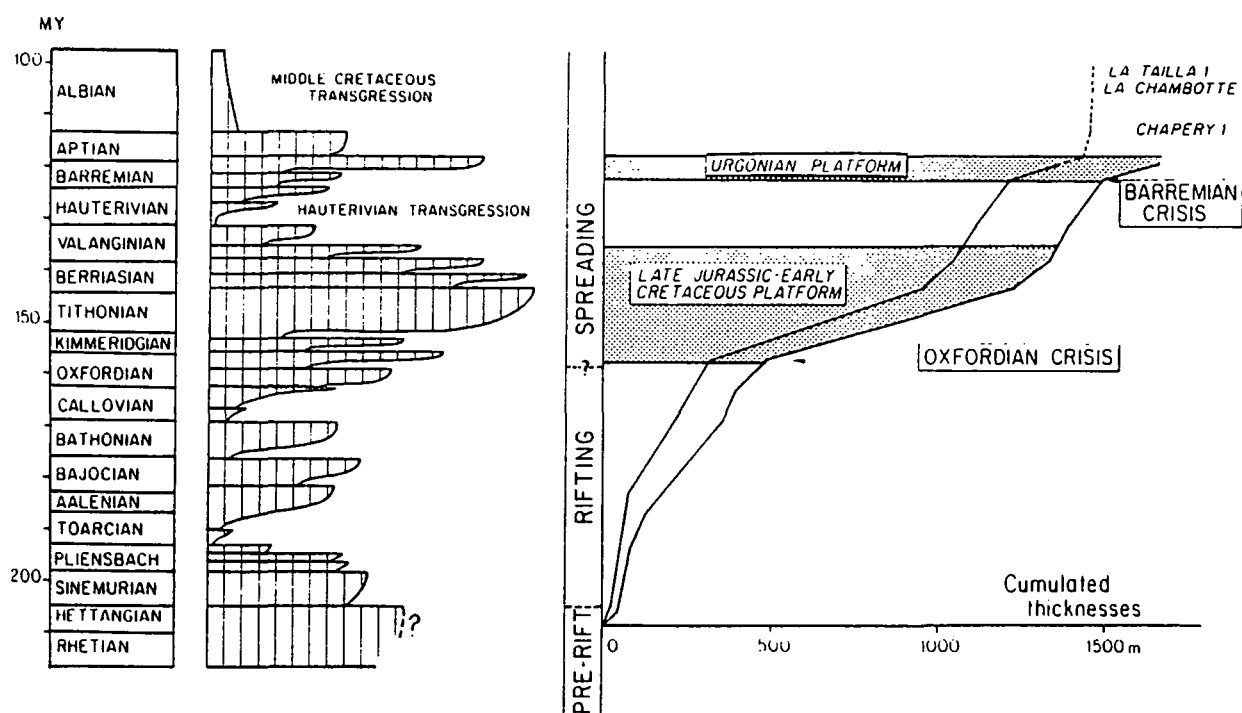 MY
100
150
200
ALBIAN
APTIAN
BARREMIAN
HAUTERIVIAN
VALANGINIAN
BERRIASIAN
TITHONIAN
KIMMERIDGIAN
OXFORDIAN
CALLOVIAN
BATHONIAN
BAJOCIAN
AALENIAN
TOARCIAN
PLIENSBACH
SINEMURIAN
HETTANGIAN
RHETIAN
MIDDLE CRETACEOUS
TRANSGRESSION
HAUTERIVIAN TRANSGRESSION
?
SPREADING
?
RIFTING
PRE-RIFT
LA TAILLA 1
LA CHAMBOTTE
CHAPERY 1
URGONIAN PLATFORM
BARREMIAN
CRISIS
LATE JURASSIC-EARLY
CRETACEOUS PLATFORM
OXFORDIAN CRISIS
Cumulated
thicknesses
0
500
1000
1500 m